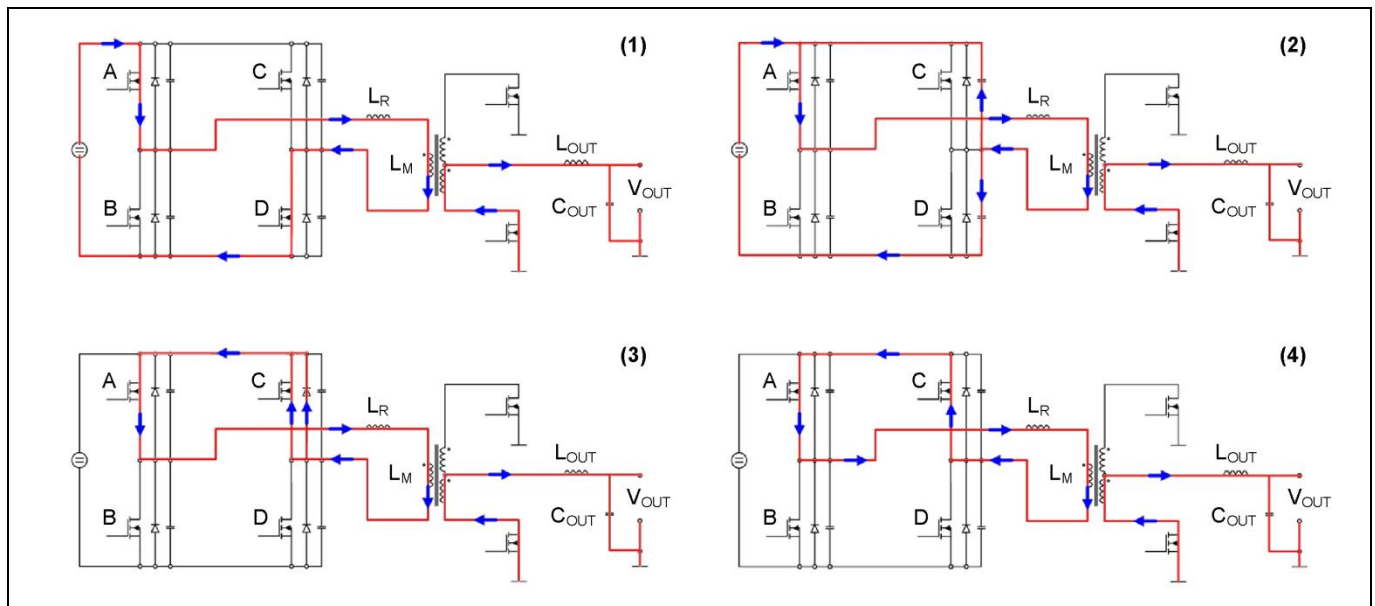 (1)
A
C
L_R
L_OUT
L_M
V_OUT
C_OUT
B
D
(2)
A
C
L_R
L_OUT
L_M
V_OUT
C_OUT
B
D
(3)
A
C
L_R
L_OUT
L_M
V_OUT
C_OUT
B
D
(4)
A
C
L_R
L_OUT
L_M
V_OUT
C_OUT
B
D